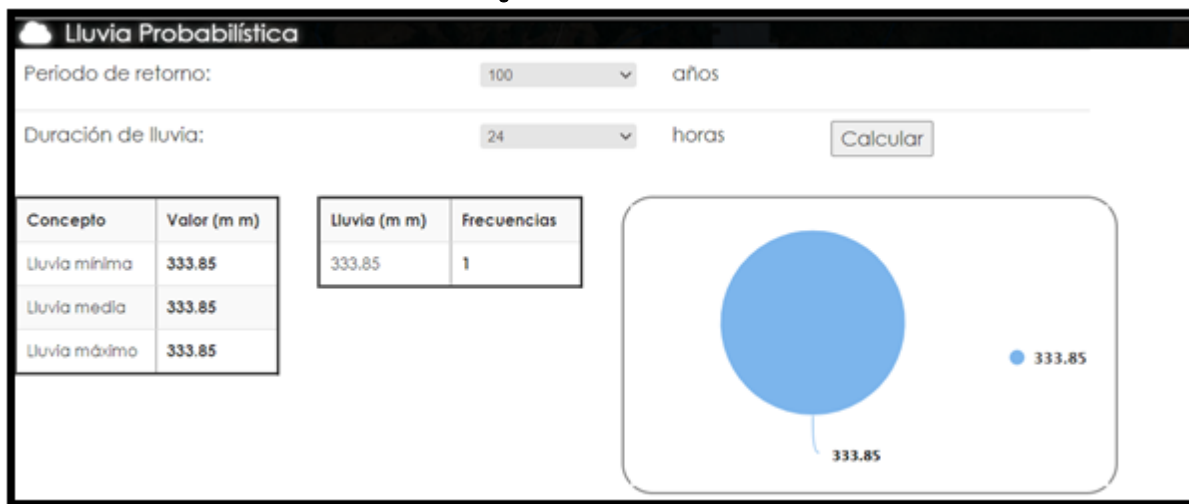 Lluvia Probabilística
Periodo de retorno: 100 años
Duración de lluvia: 24 horas Calcular
Concepto Valor (m m)
Lluvia mínima 333.85
Lluvia media 333.85
Lluvia máximo 333.85
Lluvia (m m) Frecuencias
333.85 1
333.85
333.85